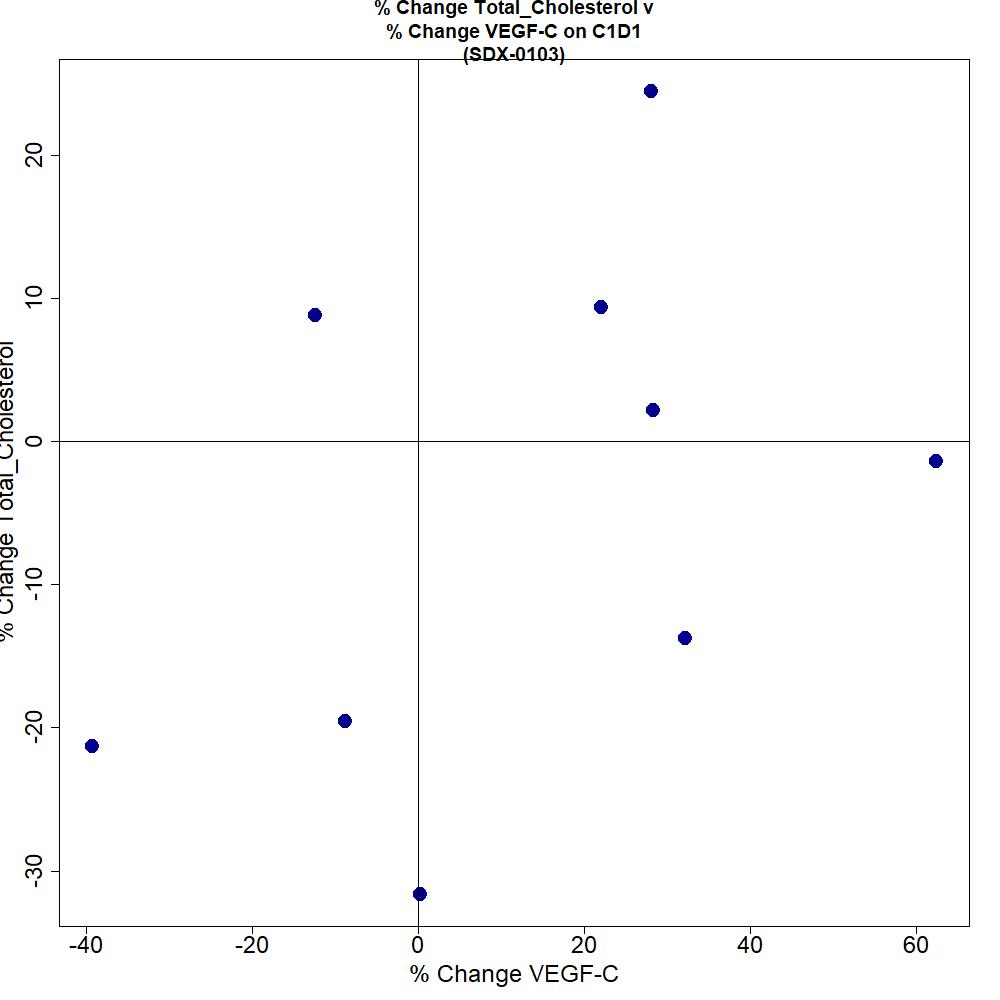 % Change Total_Cholesterol v
% Change VEGF-C on C1D1
(SDX-0103)
20
10
0
-10
-20
-30
% Change Total_Cholesterol
-40
-20
0
20
40
60
% Change VEGF-C